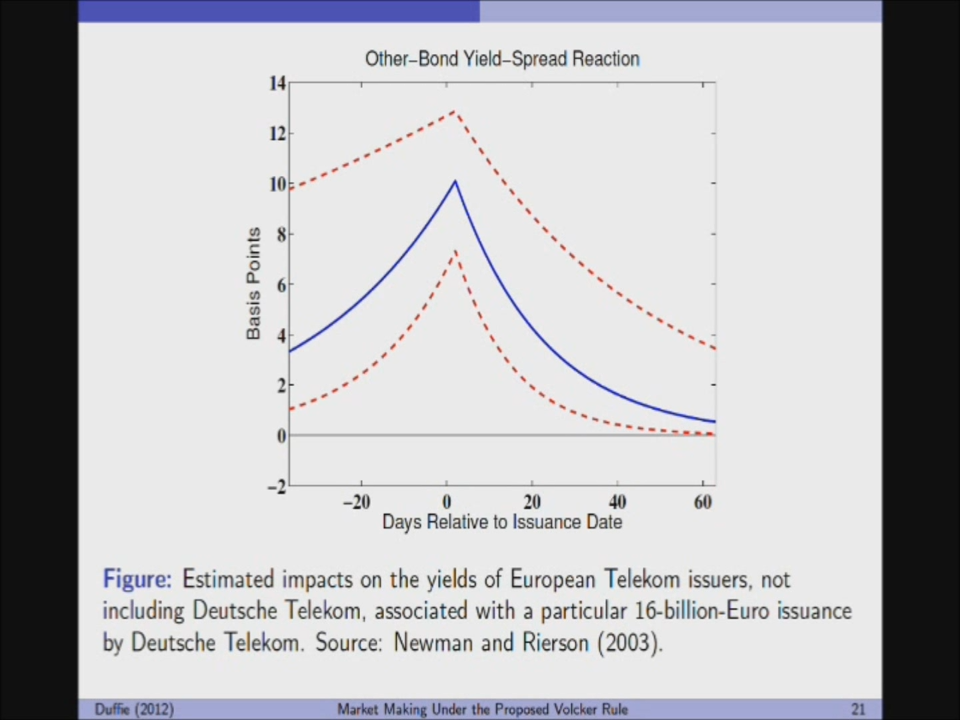 Other–Bond Yield–Spread Reaction
14
12
10
8
6
4
2
0
−2
Basis Points
−20 0 20 40 60
Days Relative to Issuance Date
Figure: Estimated impacts on the yields of European Telekom issuers, not
including Deutsche Telekom, associated with a particular 16-billion-Euro issuance
by Deutsche Telekom. Source: Newman and Rierson (2003).
Duffie (2012) Market Making Under the Proposed Volcker Rule 21